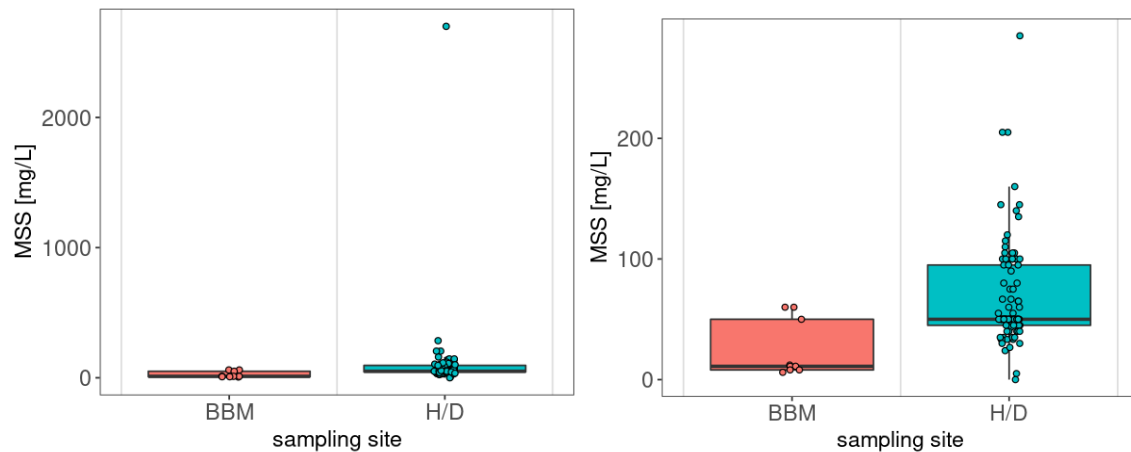 MSS [mg/L]
2000
1000
0
BBM H/D
sampling site
MSS [mg/L]
200
100
0
BBM H/D
sampling site